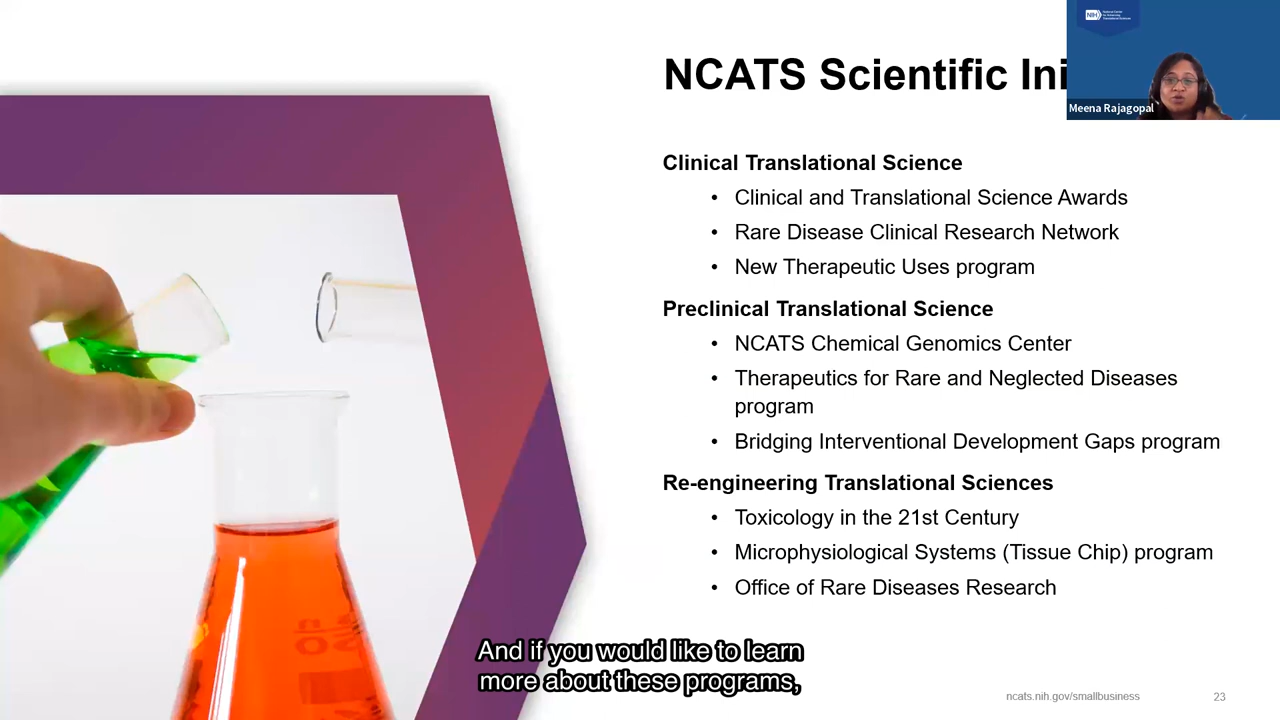 NCATS Scientific Ini
NIH
Meena Rajagopal
Clinical Translational Science
• Clinical and Translational Science Awards
• Rare Disease Clinical Research Network
• New Therapeutic Uses program
Preclinical Translational Science
• NCATS Chemical Genomics Center
• Therapeutics for Rare and Neglected Diseases
program
• Bridging Interventional Development Gaps program
Re-engineering Translational Sciences
• Toxicology in the 21st Century
• Microphysiological Systems (Tissue Chip) program
• Office of Rare Diseases Research
And if you would like to learn
more about these programs,
ncats.nih.gov/smallbusiness
23